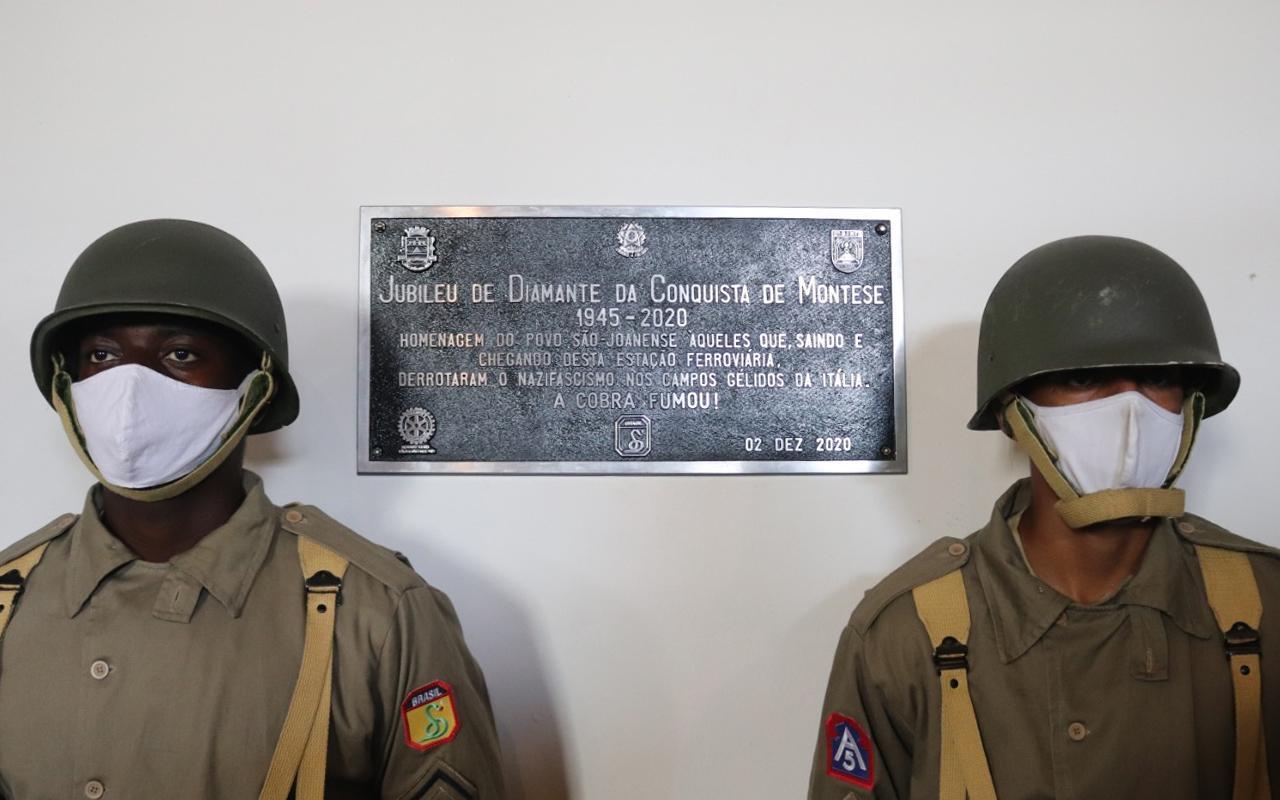 Jubileu de Diamante da Conquista de Montese
1945 - 2020
HOMENAGEM DO POVO SÃO-JOANENSE ÀQUELES QUE, SAINDO E
CHEGANDO DESTA ESTAÇÃO FERROVIÁRIA,
DERROTARAM O NAZIFASCISMO NOS CAMPOS GÉLIDOS DA ITÁLIA.
A COBRA FUMOU!
BRASIL
02 DEZ 2020
BRASIL
A
5